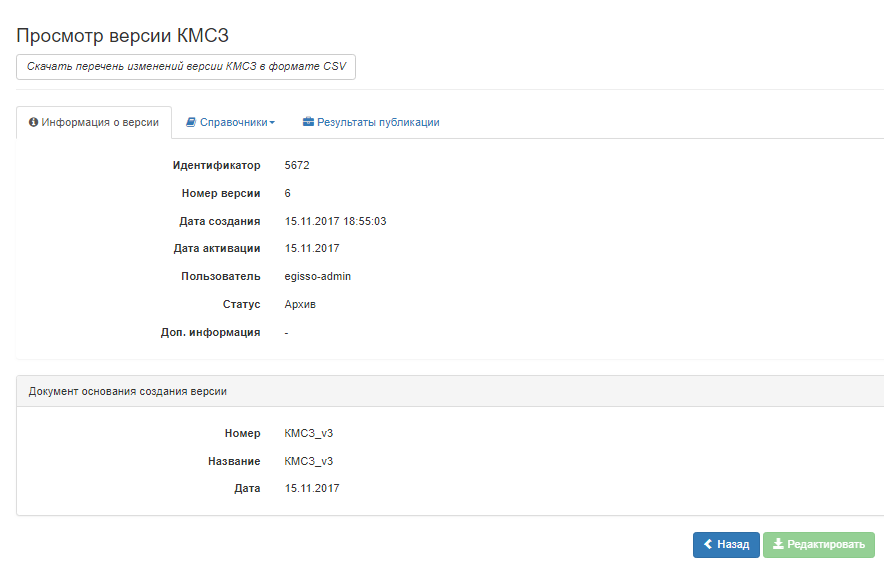 Просмотр версии КМСЗ
Скачать перечень изменений версии КМСЗ в формате CSV
Информация о версии Справочники Результаты публикации
Идентификатор 5672
Номер версии 6
Дата создания 15.11.2017 18:55:03
Дата активации 15.11.2017
Пользователь egisso-admin
Статус Архив
Доп. информация -
Документ основания создания версии
Номер КМСЗ_v3
Название КМСЗ_v3
Дата 15.11.2017
Назад Редактировать